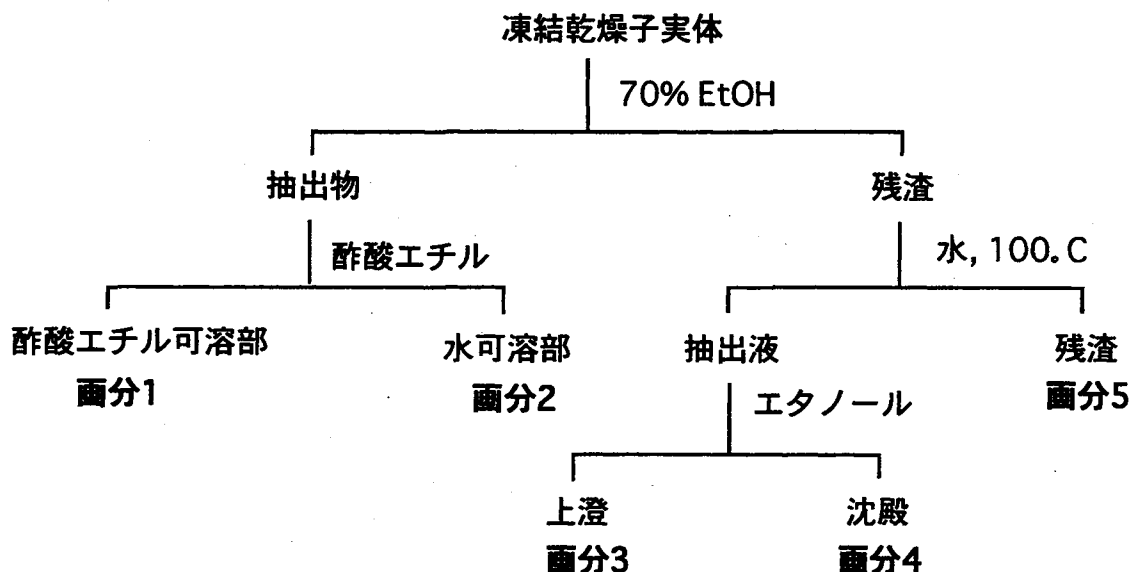 凍結乾燥子実体
70% EtOH
抽出物
残渣
酢酸エチル
水, 100。C
酢酸エチル可溶部
画分1
水可溶部
画分2
抽出液
残渣
画分5
エタノール
上澄
画分3
沈殿
画分4